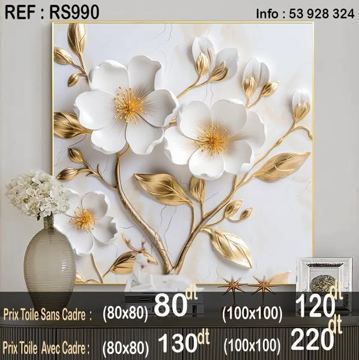 REF : RS990 Info : 53 928 324
Prix Toile Sans Cadre : (80x80) 80dt (100x100) 120dt
Prix Toile Avec Cadre : (80x80) 130dt (100x100) 220dt